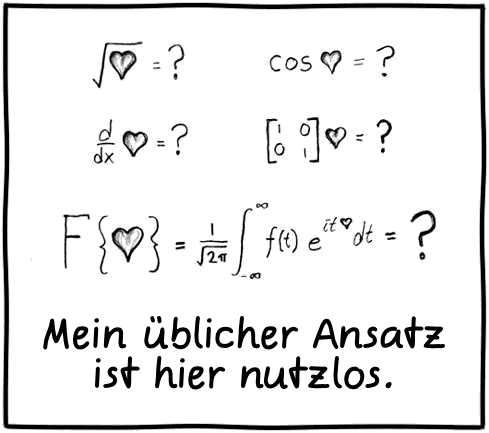 √♥ = ?
cos ♥ = ?
d/dx ♥ = ?
[1 0
0 1] ♥ = ?
F{♥} = 1/√2π ∫_{-∞}^{∞} f(t) e^{it♥} dt = ?
Mein üblicher Ansatz
ist hier nutzlos.